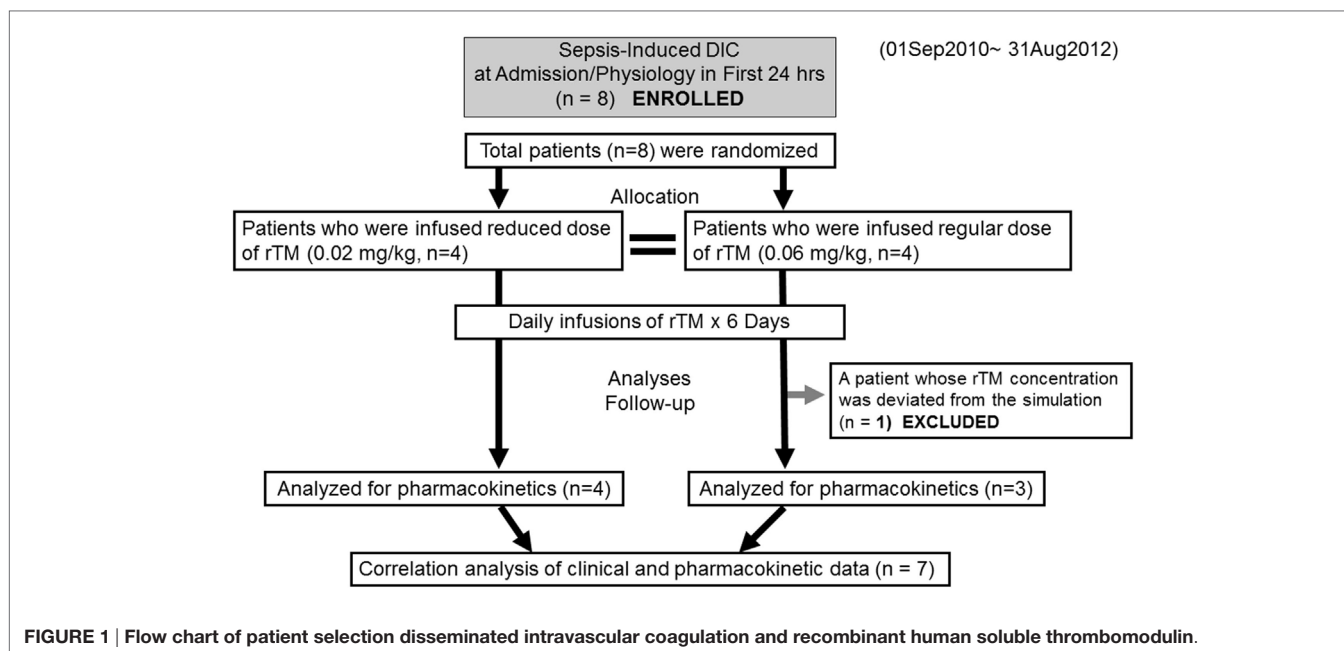 Sepsis-Induced DIC
at Admission/Physiology in First 24 hrs
(n = 8) ENROLLED
(01Sep2010~ 31Aug2012)
Total patients (n=8) were randomized
Allocation
Patients who were infused reduced dose
of rTM (0.02 mg/kg, n=4)
Patients who were infused regular dose
of rTM (0.06 mg/kg, n=4)
Daily infusions of rTM x 6 Days
Analyses
Follow-up
A patient whose rTM concentration
was deviated from the simulation
(n = 1) EXCLUDED
Analyzed for pharmacokinetics (n=4)
Analyzed for pharmacokinetics (n=3)
Correlation analysis of clinical and pharmacokinetic data (n = 7)
FIGURE 1 | Flow chart of patient selection disseminated intravascular coagulation and recombinant human soluble thrombomodulin.